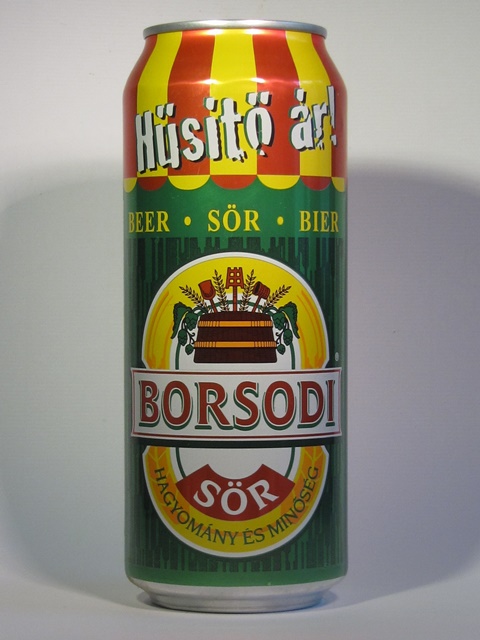 Hűsítő ár!
BEER • SÖR • BIER
BORSODI
SÖR
HAGYOMÁNY ÉS MINŐSÉG